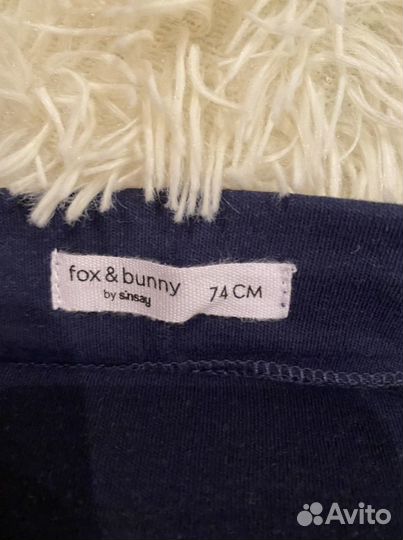 fox & bunny
by sinsay
74 CM
Avito